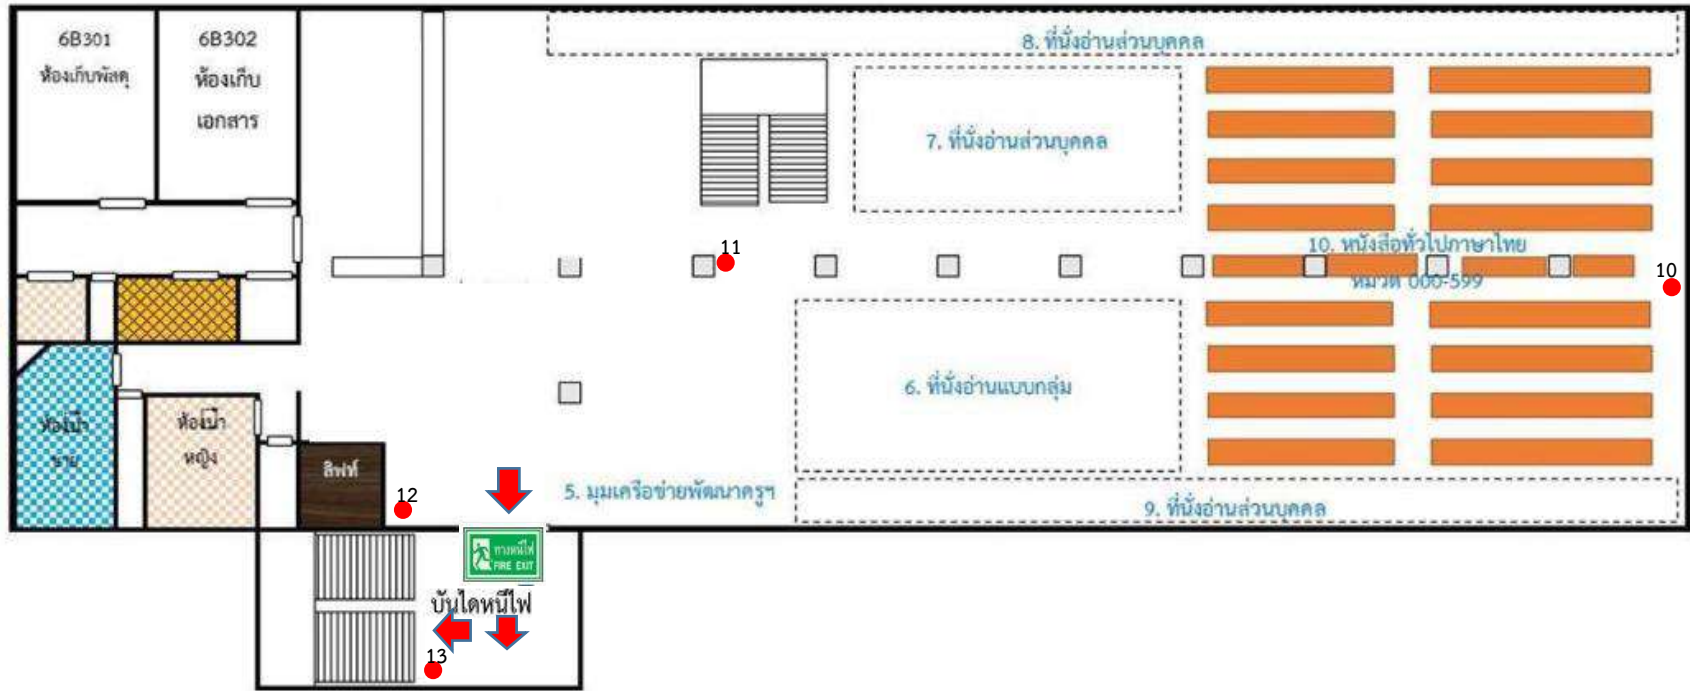 6B301
ห้องเก็บพัสดุ
6B302
ห้องเก็บ
เอกสาร
8. ที่นั่งอ่านส่วนบุคคล
7. ที่นั่งอ่านส่วนบุคคล
11
10. หนังสือทั่วไปภาษาไทย
หมวด 000-599
10
6. ที่นั่งอ่านแบบกลุ่ม
ห้องน้ำ
ชาย
ห้องน้ำ
หญิง
ลิฟท์
12
5. มุมเครือข่ายพัฒนาครูฯ
9. ที่นั่งอ่านส่วนบุคคล
ทางหนีไฟ
FIRE EXIT
บันไดหนีไฟ
13